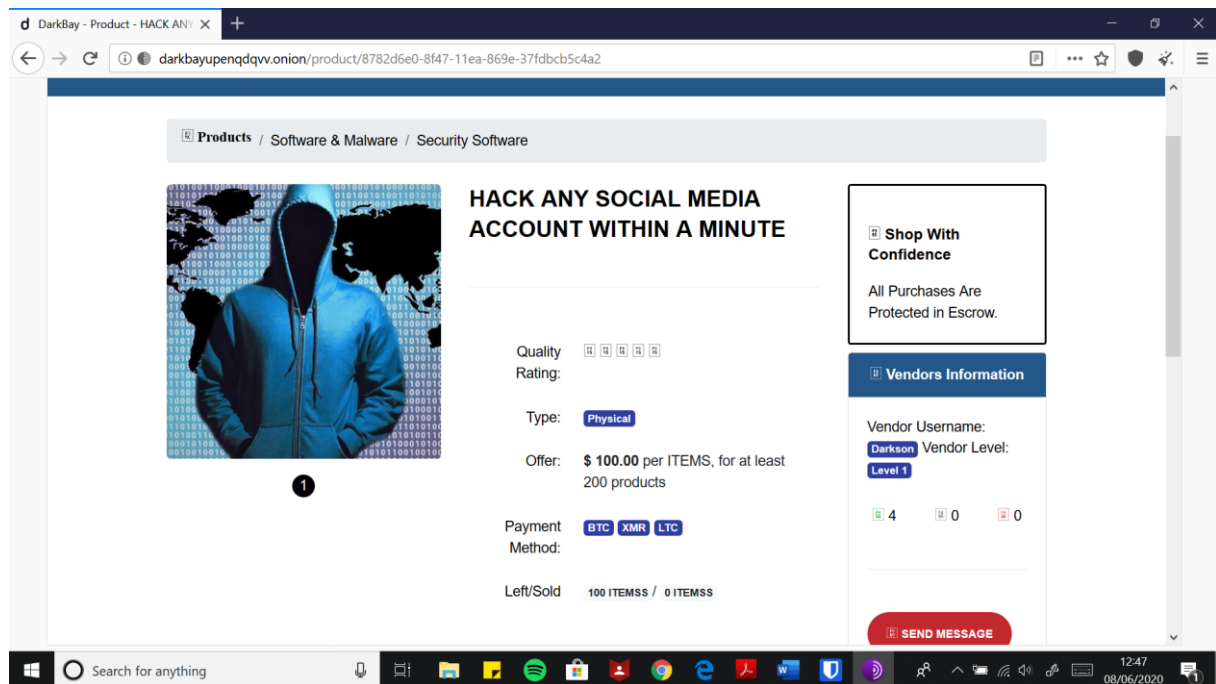 DarkBay - Product - HACK ANY
darkbayupenqdqvv.onion/product/8782d6e0-8f47-11ea-869e-37fdbcb5c4a2
Products / Software & Malware / Security Software
HACK ANY SOCIAL MEDIA
ACCOUNT WITHIN A MINUTE
Quality
Rating:
Type: Physical
Offer: $ 100.00 per ITEMS, for at least
200 products
Payment BTC XMR LTC
Method:
Left/Sold 100 ITEMSS / 0 ITEMSS
1
Shop With
Confidence
All Purchases Are
Protected in Escrow.
Vendors Information
Vendor Username:
Darkson Vendor Level:
Level 1
4 0 0
SEND MESSAGE
Search for anything
12:47
08/06/2020
1